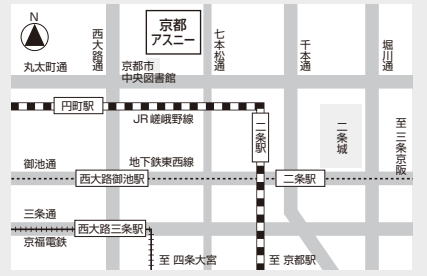 N
西大路通
京都
アスニー
七本松通
千本通
堀川通
丸太町通
京都市
中央図書館
円町駅
JR嵯峨野線
二条駅
二条城
至 三条京阪
御池通
地下鉄東西線
西大路御池駅
二条駅
三条通
西大路三条駅
京福電鉄
至 四条大宮
至 京都駅